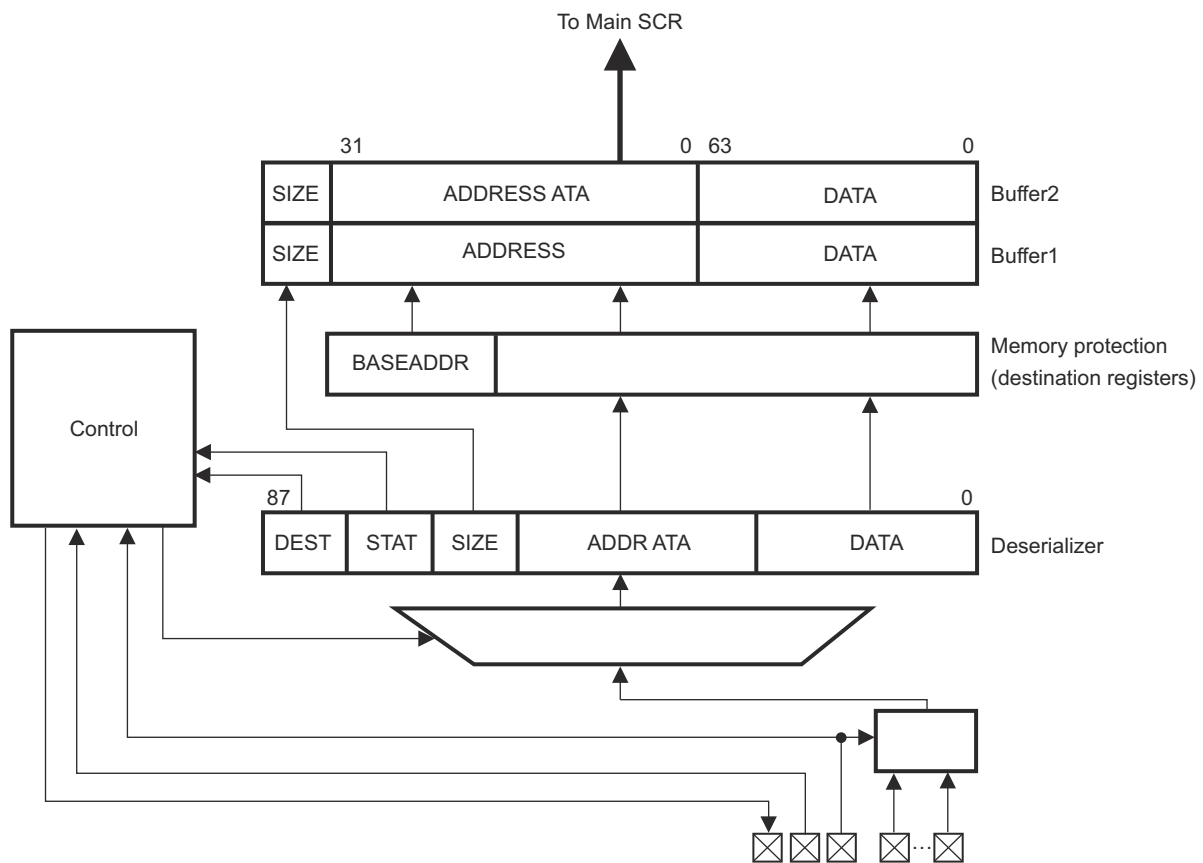 To Main SCR
31 0 63 0
SIZE ADDRESS ATA DATA Buffer2
SIZE ADDRESS DATA Buffer1
BASEADDR Memory protection
(destination registers)
Control
87 0
DEST STAT SIZE ADDR ATA DATA Deserializer
...